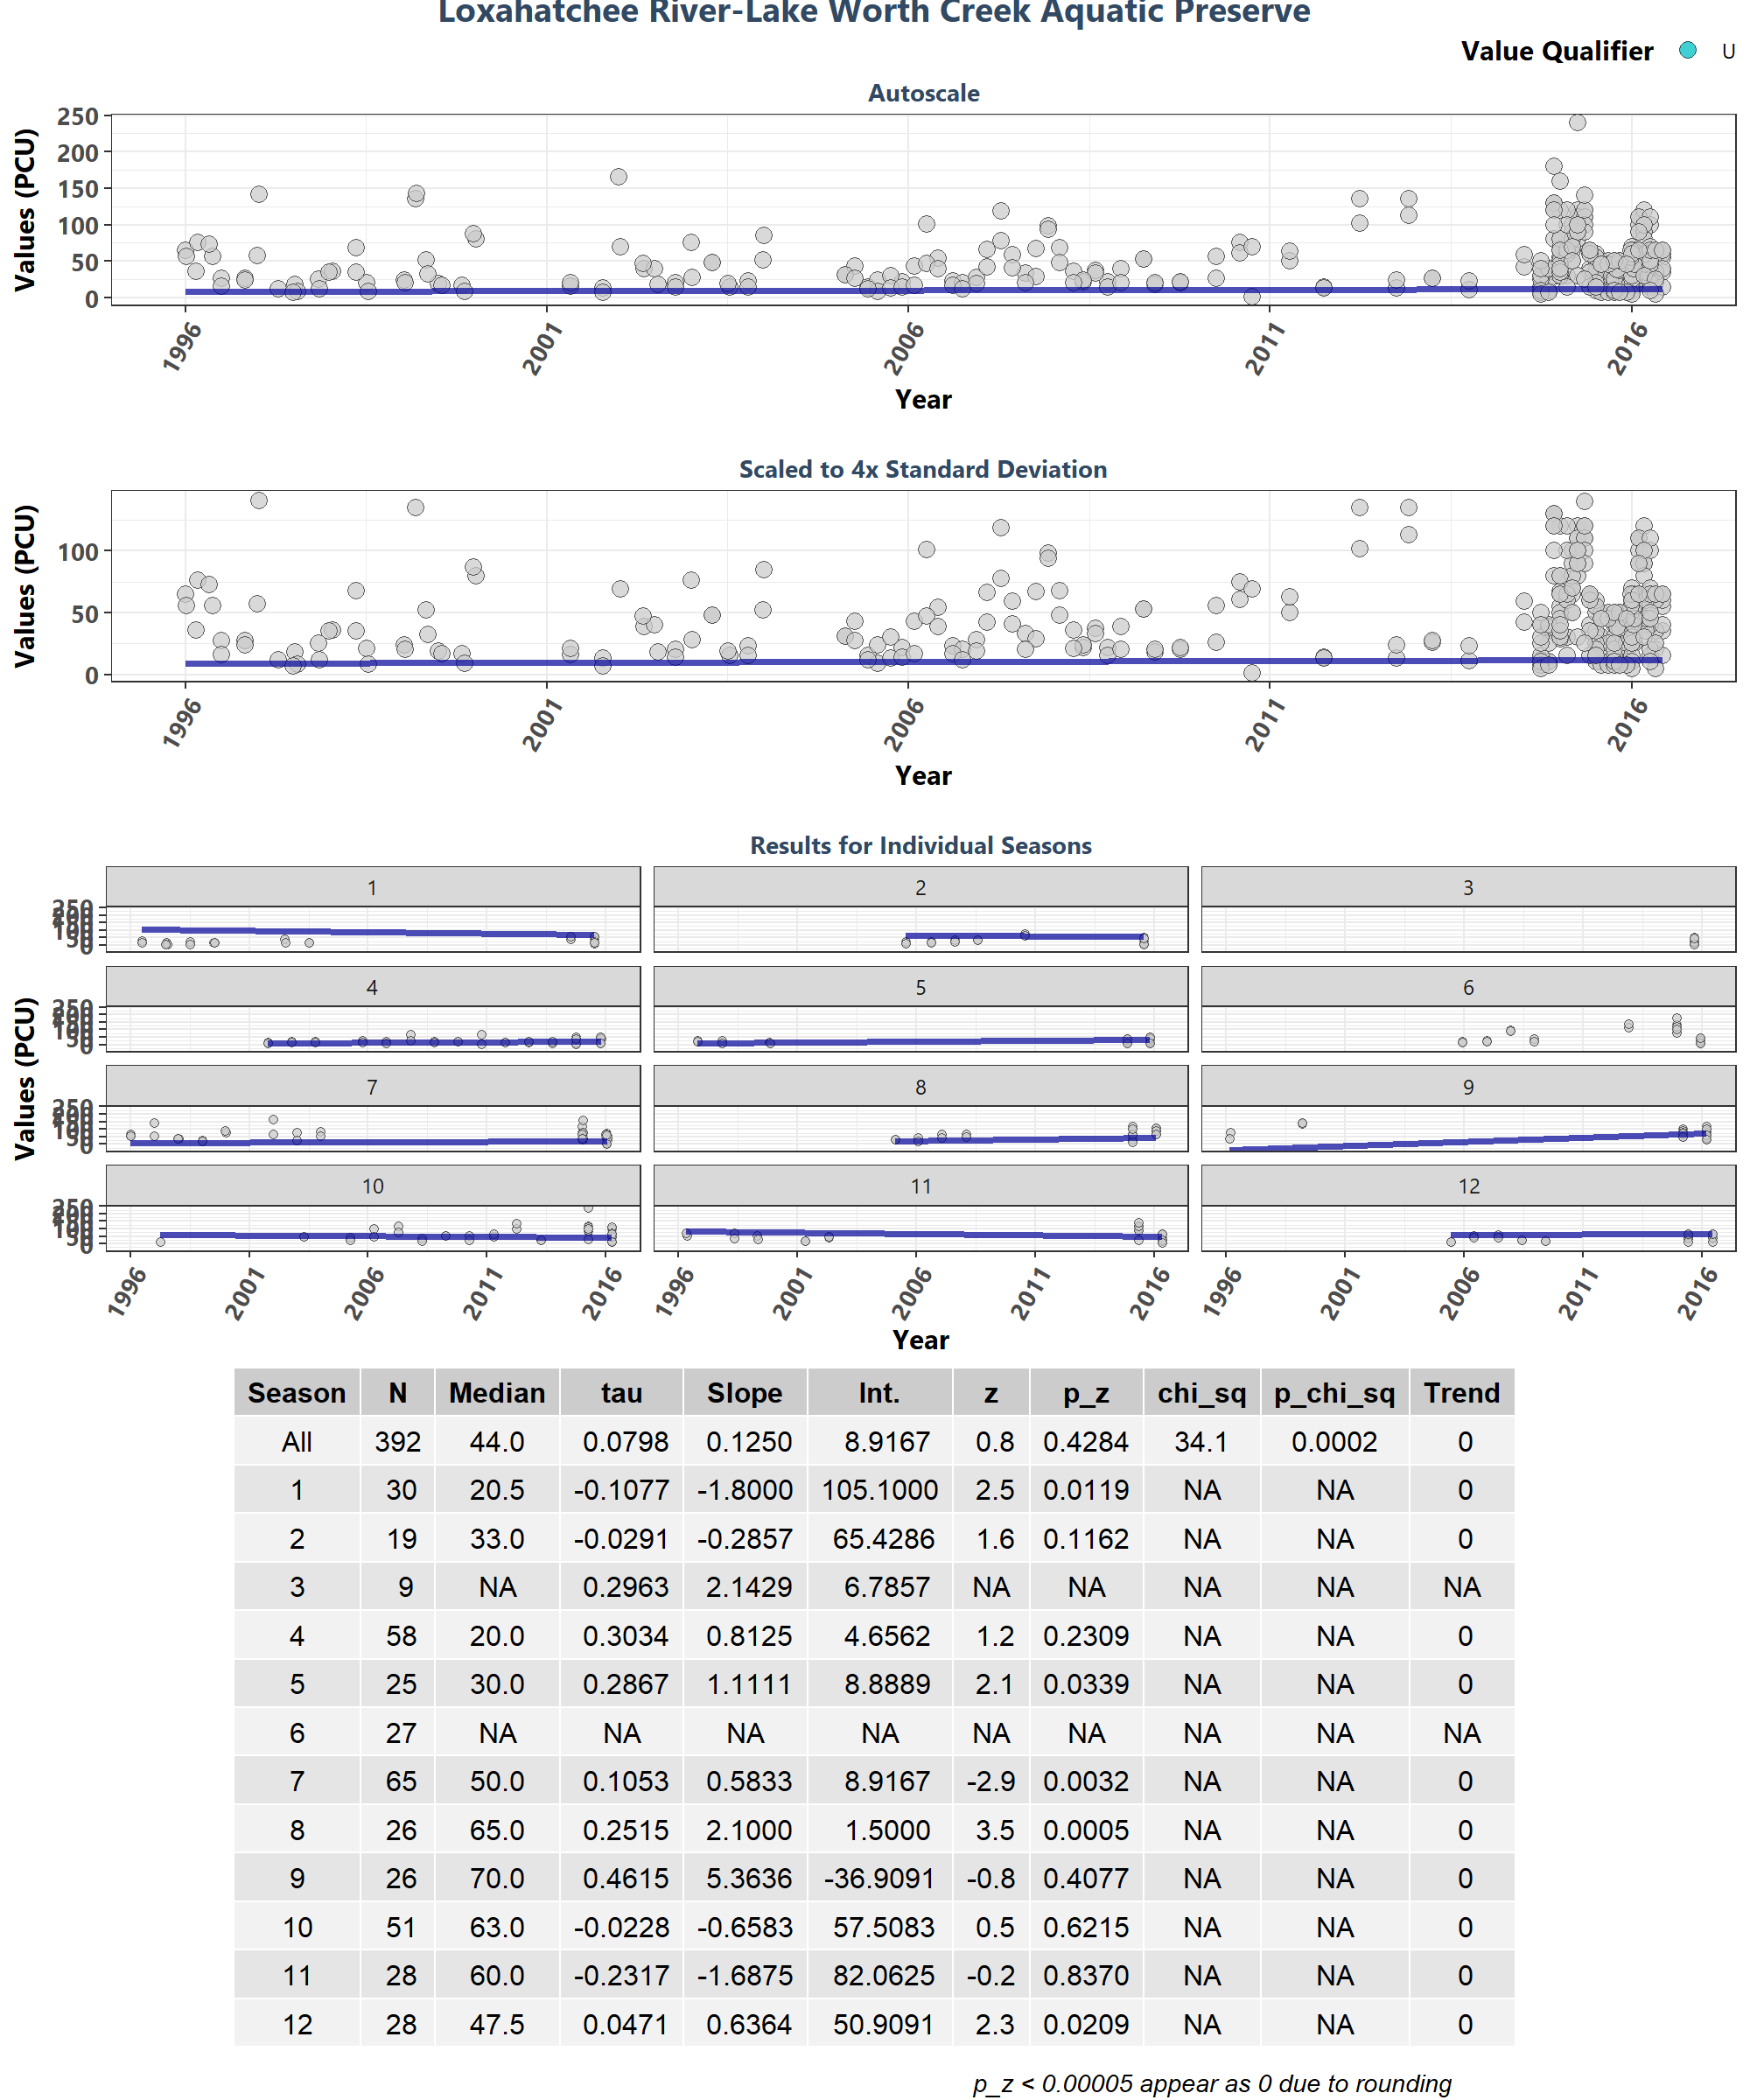 Loxahatchee River-Lake Worth Creek Aquatic Preserve
Value Qualifier U
Autoscale
Values (PCU)
250
200
150
100
50
0
1996 2001 2006 2011 2016
Year
Scaled to 4x Standard Deviation
Values (PCU)
100
50
0
1996 2001 2006 2011 2016
Year
Results for Individual Seasons
Values (PCU)
1 2 3
250
50
0
4 5 6
250
50
0
7 8 9
250
50
0
10 11 12
250
50
0
1996 2001 2006 2011 2016 1996 2001 2006 2011 2016 1996 2001 2006 2011 2016
Year
Season N Median tau Slope Int. z p_z chi_sq p_chi_sq Trend
All 392 44.0 0.0798 0.1250 8.9167 0.8 0.4284 34.1 0.0002 0
1 30 20.5 -0.1077 -1.8000 105.1000 2.5 0.0119 NA NA 0
2 19 33.0 -0.0291 -0.2857 65.4286 1.6 0.1162 NA NA 0
3 9 NA 0.2963 2.1429 6.7857 NA NA NA NA NA
4 58 20.0 0.3034 0.8125 4.6562 1.2 0.2309 NA NA 0
5 25 30.0 0.2867 1.1111 8.8889 2.1 0.0339 NA NA 0
6 27 NA NA NA NA NA NA NA NA NA
7 65 50.0 0.1053 0.5833 8.9167 -2.9 0.0032 NA NA 0
8 26 65.0 0.2515 2.1000 1.5000 3.5 0.0005 NA NA 0
9 26 70.0 0.4615 5.3636 -36.9091 -0.8 0.4077 NA NA 0
10 51 63.0 -0.0228 -0.6583 57.5083 0.5 0.6215 NA NA 0
11 28 60.0 -0.2317 -1.6875 82.0625 -0.2 0.8370 NA NA 0
12 28 47.5 0.0471 0.6364 50.9091 2.3 0.0209 NA NA 0
p_z < 0.00005 appear as 0 due to rounding